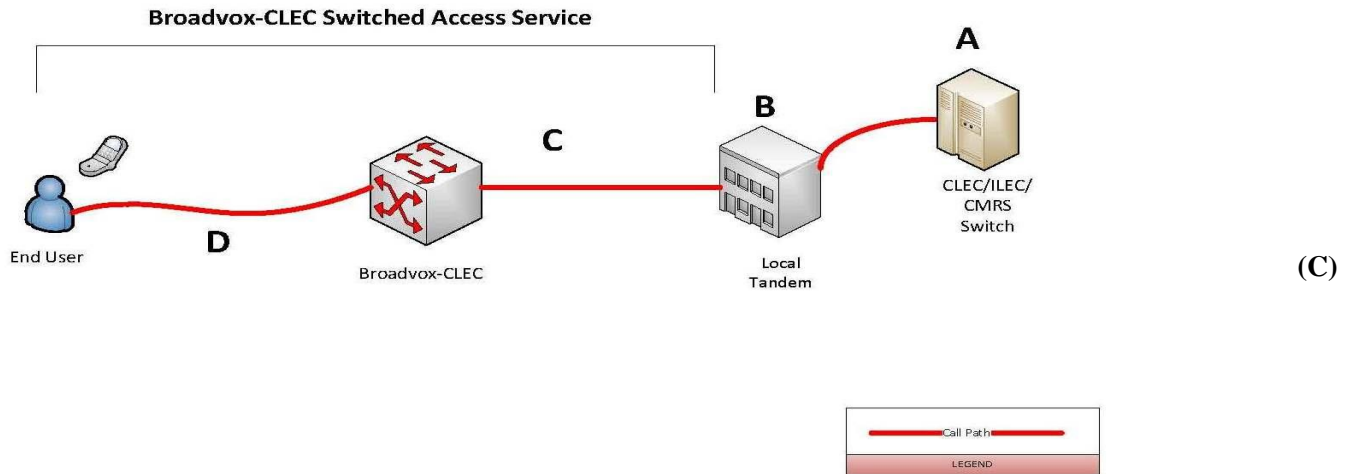 Broadvox-CLEC Switched Access Service
A
B
C
CLEC/ILEC/
CMRS
Switch
D
End User
Broadvox-CLEC
Local
Tandem
(C)
Call Path
LEGEND